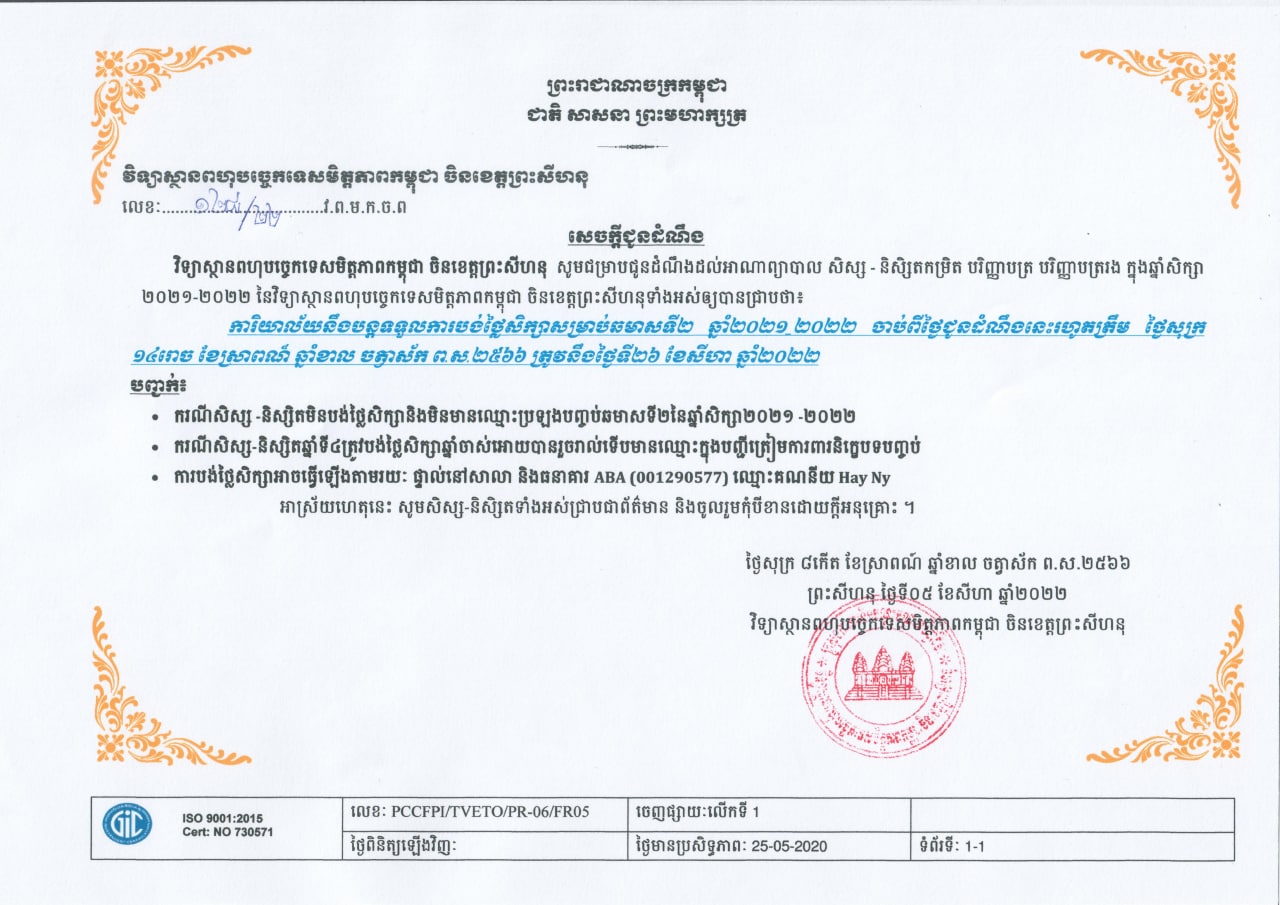 ព្រះរាជាណាចក្រកម្ពុជា
ជាតិ សាសនា ព្រះមហាក្សត្រ
វិទ្យាស្ថានពហុបច្ចេកទេសមិត្តភាពកម្ពុជា ចិនខេត្តព្រះសីហនុ
លេខៈ.....................................វ.ព.ម.ក.ច.ព
សេចក្តីជូនដំណឹង
វិទ្យាស្ថានពហុបច្ចេកទេសមិត្តភាពកម្ពុជា ចិនខេត្តព្រះសីហនុ សូមជម្រាបជូនដំណឹងដល់អាណាព្យាបាល សិស្ស - និស្សិតកម្រិត បរិញ្ញាបត្រ បរិញ្ញាបត្ររង ក្នុងឆ្នាំសិក្សា
២០២១-២០២២ នៃវិទ្យាស្ថានពហុបច្ចេកទេសមិត្តភាពកម្ពុជា ចិនខេត្តព្រះសីហនុទាំងអស់ឲ្យបានជ្រាបថា៖
ការិយាល័យនឹងបន្តទទួលការបង់ថ្លៃសិក្សាសម្រាប់ឆមាសទី២ ឆ្នាំ២០២១_២០២២ ចាប់ពីថ្ងៃជូនដំណឹងនេះរហូតត្រឹម ថ្ងៃសុក្រ
១៤រោច ខែស្រាពណ៍ ឆ្នាំខាល ចត្វាស័ក ព.ស.២៥៦៦ ត្រូវនឹងថ្ងៃទី២៦ ខែសីហា ឆ្នាំ២០២២
បញ្ជាក់៖
• ករណីសិស្ស -និស្សិតមិនបង់ថ្លៃសិក្សានិងមិនមានឈ្មោះប្រឡងបញ្ចប់ឆមាសទី២នៃឆ្នាំសិក្សា២០២១ -២០២២
• ករណីសិស្ស-និស្សិតឆ្នាំទី៤ត្រូវបង់ថ្លៃសិក្សាឆ្នាំចាស់អោយបានរួចរាល់ទើបមានឈ្មោះក្នុងបញ្ជីត្រៀមការពារនិក្ខេបបទបញ្ចប់
• ការបង់ថ្លៃសិក្សាអាចធ្វើឡើងតាមរយៈ ផ្ទាល់នៅសាលា និងធនាគារ ABA (001290577) ឈ្មោះគណនីយ Hay Ny
អាស្រ័យហេតុនេះ សូមសិស្ស-និស្សិតទាំងអស់ជ្រាបជាព័ត៌មាន និងចូលរួមកុំបីខានដោយក្តីអនុគ្រោះ ។
ថ្ងៃសុក្រ ៨កើត ខែស្រាពណ៍ ឆ្នាំខាល ចត្វាស័ក ព.ស.២៥៦៦
ព្រះសីហនុ ថ្ងៃទី០៥ ខែសីហា ឆ្នាំ២០២២
វិទ្យាស្ថានពហុបច្ចេកទេសមិត្តភាពកម្ពុជា ចិនខេត្តព្រះសីហនុ
GIC
ISO 9001:2015
Cert: NO 730571
លេខៈ PCCFPI/TVETO/PR-06/FR05
ចេញផ្សាយៈលើកទី 1
ថ្ងៃពិនិត្យឡើងវិញៈ
ថ្ងៃមានប្រសិទ្ធភាពៈ 25-05-2020
ទំព័រទីៈ 1-1